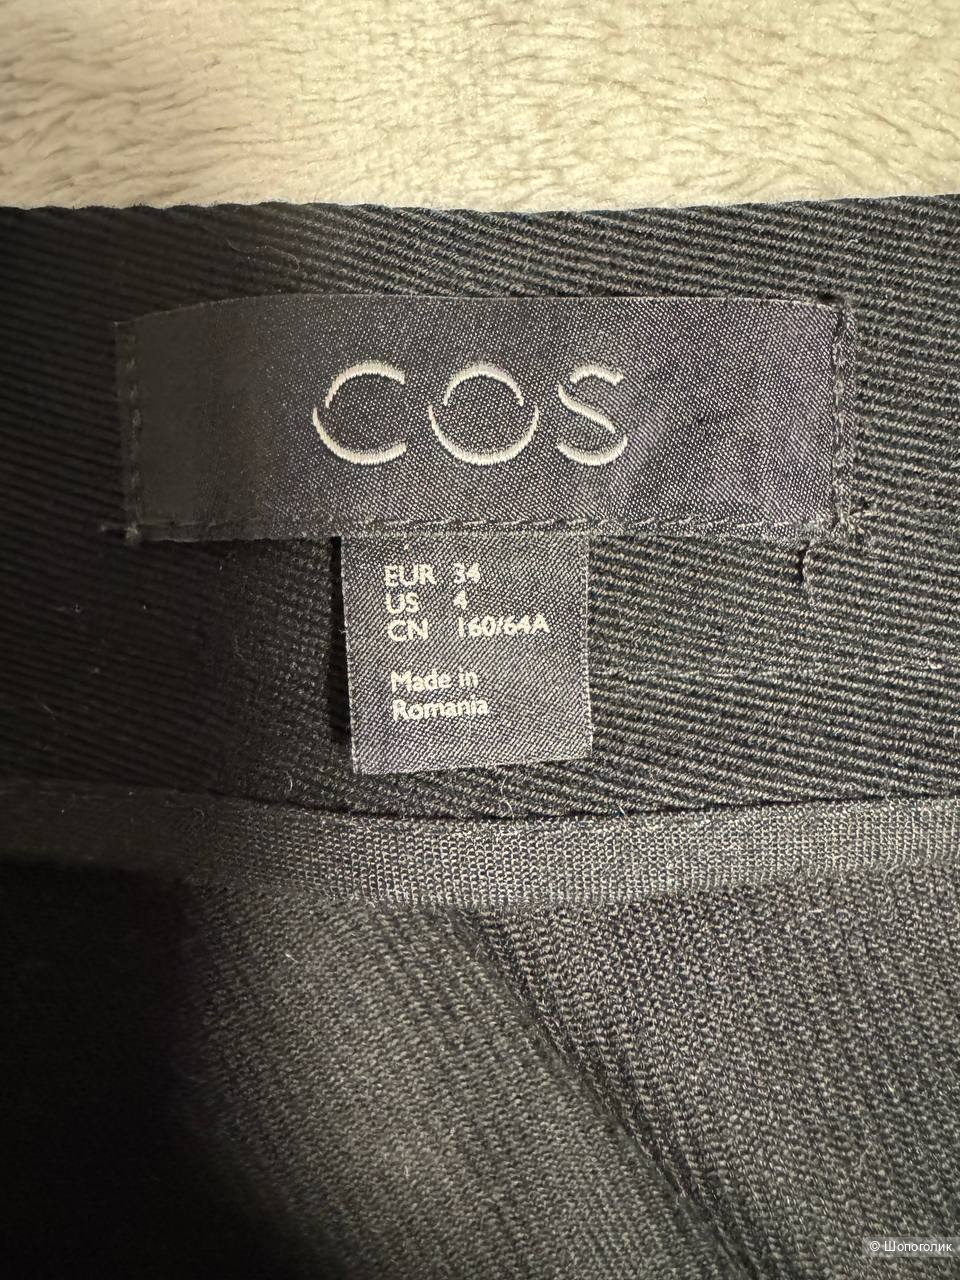 COS
EUR 34
US 4
CN 160/64A
Made in
Romania
© Шопоголик